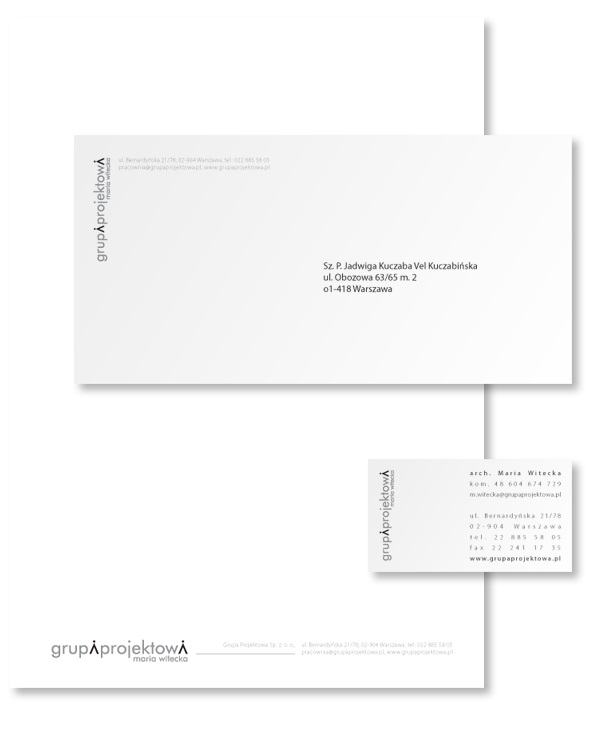 grupAprojektowA
maria witecka
ul. Bernardyńska 21/78, 02-904 Warszawa, tel: 022 885 58 05
pracownia@grupaprojektowa.pl, www.grupaprojektowa.pl
Sz. P. Jadwiga Kuczaba Vel Kuczabińska
ul. Obozowa 63/65 m. 2
01-418 Warszawa
grupAprojektowA
maria witecka
arch. Maria Witecka
kom. 48 604 674 729
m.witecka@grupaprojektowa.pl
ul. Bernardyńska 21/78
02-904 Warszawa
tel. 22 885 58 05
fax 22 241 17 35
www.grupaprojektowa.pl
grupAprojektowA
maria witecka
Grupa Projektowa Sp. z o. o.
ul. Bernardyńska 21/78, 02-904 Warszawa, tel: 022 885 58 05
pracownia@grupaprojektowa.pl, www.grupaprojektowa.pl